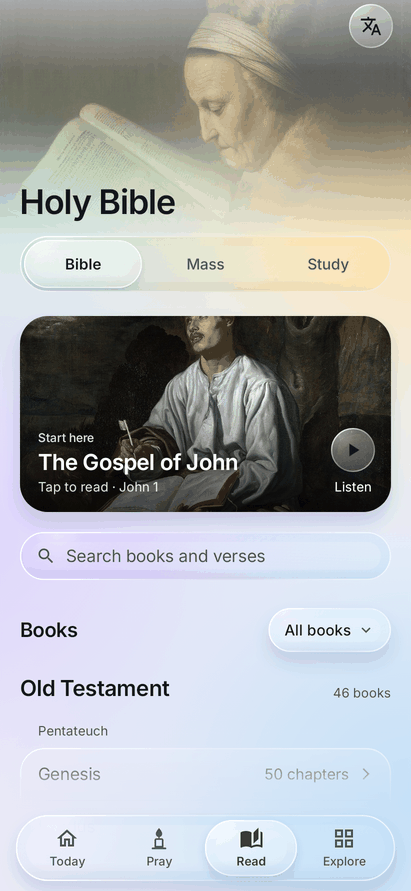 Holy Bible
Bible
Mass
Study
Start here
The Gospel of John
Tap to read · John 1
Listen
Search books and verses
Books
All books
Old Testament
46 books
Pentateuch
Genesis
50 chapters
Today
Pray
Read
Explore